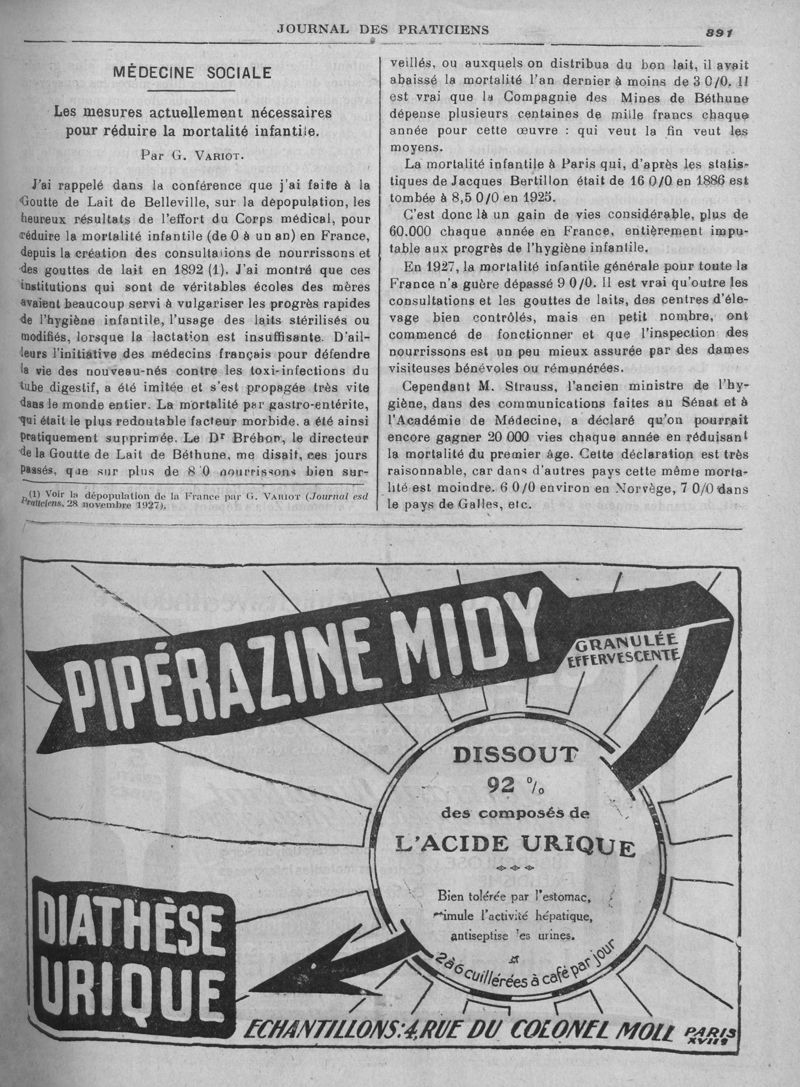 JOURNAL DES PRATICIENS
891
MÉDECINE SOCIALE
Les mesures actuellement nécessaires
pour réduire la mortalité infantile.
Par G. VARIOT.
J'ai rappelé dans la conférence que j'ai faite à la
Goutte de Lait de Belleville, sur la dépopulation, les
heureux résultats de l'effort du Corps médical, pour
réduire la mortalité infantile (de 0 à un an) en France,
depuis la création des consultations de nourrissons et
des gouttes de lait en 1892 (1). J'ai montré que ces
institutions qui sont de véritables écoles des mères
avaient beaucoup servi à vulgariser les progrès rapides
de l'hygiène infantile, l'usage des laits stérilisés ou
modifiés, lorsque la lactation est insuffisante. D'ail-
leurs l'initiative des médecins français pour défendre
la vie des nouveau-nés contre les toxi-infections du
tube digestif, a été imitée et s'est propagée très vite
dans le monde entier. La mortalité par gastro-entérite,
qui était le plus redoutable facteur morbide. a été ainsi
pratiquement supprimée. Le Dr Brébon, le directeur
de la Goutte de Lait de Béthune, me disait, ces jours
passés, que sur plus de 8 0 nourrissons bien sur-
(1) Voir la dépopulation de la France par G. VARIOT (Journal esd
Praticiens, 28 novembre 1927).
veillés, ou auxquels on distribua du bon lait, il avait
abaissé la mortalité l'an dernier à moins de 3 0/0. Il
est vrai que la Compagnie des Mines de Béthune
dépense plusieurs centaines de mille francs chaque
année pour cette œuvre : qui veut la fin veut les
moyens.
La mortalité infantile à Paris qui, d'après les statis-
tiques de Jacques Bertillon était de 16 0/0 en 1886 est
tombée à 8,5 0/0 en 1925.
C'est donc là un gain de vies considérable, plus de
60.000 chaque année en France, entièrement impu-
table aux progrès de l'hygiène infantile.
En 1927, la mortalité infantile générale pour toute la
France n'a guère dépassé 9 0/0. Il est vrai qu'outre les
consultations et les gouttes de laits, des centres d'éle-
vage bien contrôlés, mais en petit nombre, ont
commencé de fonctionner et que l'inspection des
nourrissons est un peu mieux assurée par des dames
visiteuses bénévoles ou rémunérées.
Cependant M. Strauss, l'ancien ministre de l'hy-
giène, dans des communications faites au Sénat et à
l'Académie de Médecine, a déclaré qu'on pourrait
encore gagner 20 000 vies chaque année en réduisant
la mortalité du premier âge. Cette déclaration est très
raisonnable, car dans d'autres pays cette même morta-
lité est moindre. 6 0/0 environ en Norvège, 7 0/0 dans
le pays de Galles, etc.
PIPÉRAZINE MIDY
GRANULÉE
EFFERVESCENTE
DISSOUT
92 %
des composés de
L'ACIDE URIQUE
Bien tolérée par l'estomac,
stimule l'activité hépatique,
antiseptise les urines.
2 à 6 cuillérées à café par jour
DIATHÈSE
URIQUE
ECHANTILLONS: 4, RUE DU COLONEL MOLL PARIS
XVIIe